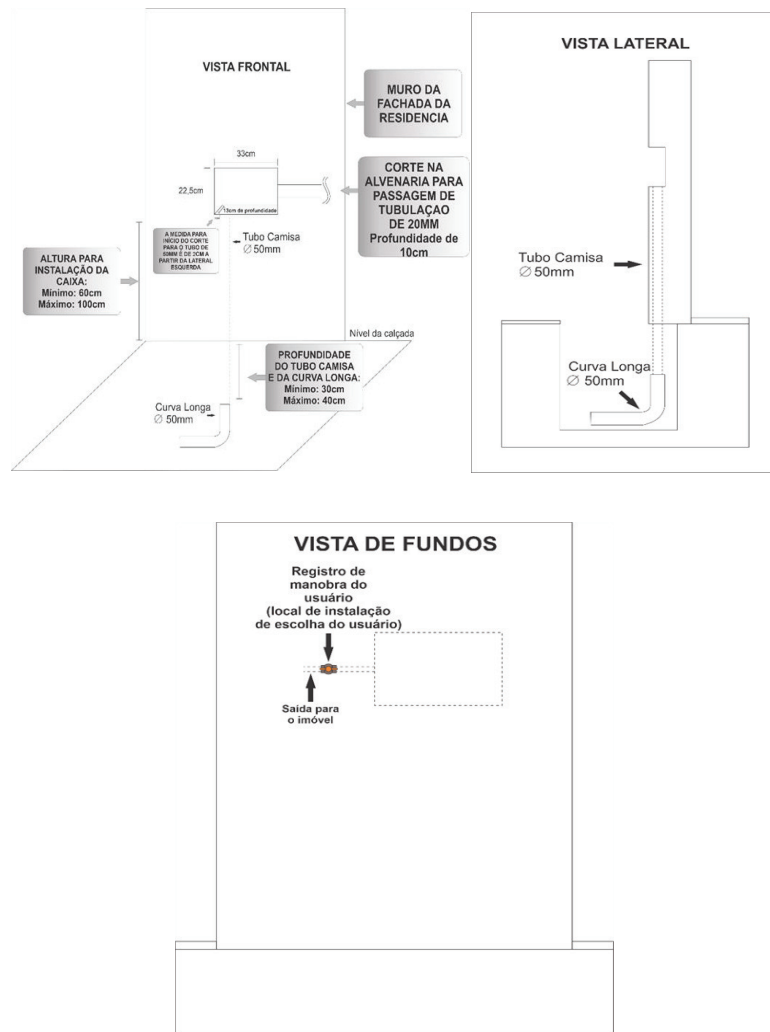 VISTA FRONTAL
MURO DA
FACHADA DA
RESIDENCIA
33cm
22,5cm
13cm de profundidade
CORTE NA
ALVENARIA PARA
PASSAGEM DE
TUBULAÇAO
DE 20MM
Profundidade de
10cm
A MEDIDA PARA
INÍCIO DO CORTE
PARA O TUBO DE
50MM É DE 2CM A
PARTIR DA LATERAL
ESQUERDA
Tubo Camisa
∅ 50mm
ALTURA PARA
INSTALAÇÃO DA
CAIXA:
Mínimo: 60cm
Máximo: 100cm
Nível da calçada
PROFUNDIDADE
DO TUBO CAMISA
E DA CURVA LONGA:
Mínimo: 30cm
Máximo: 40cm
Curva Longa
∅ 50mm
VISTA LATERAL
Tubo Camisa
∅ 50mm
Curva Longa
∅ 50mm
VISTA DE FUNDOS
Registro de
manobra do
usuário
(local de instalação
de escolha do usuário)
Saída para
o imóvel